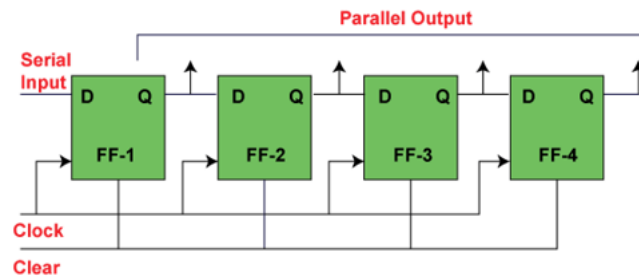 Parallel Output
Serial
Input
D Q D Q D Q D Q
FF-1 FF-2 FF-3 FF-4
Clock
Clear